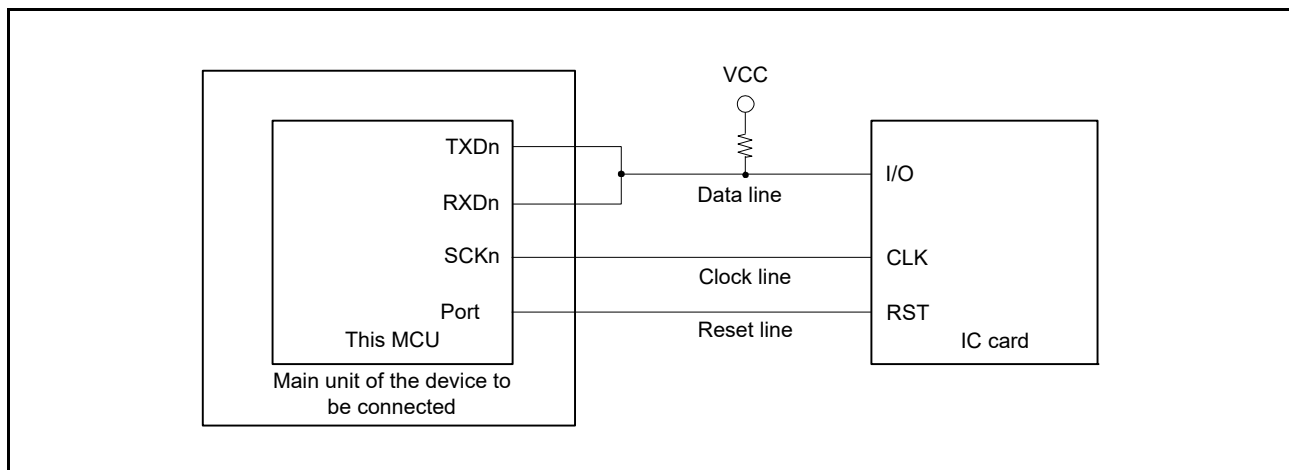 VCC
TXDn
I/O
Data line
RXDn
SCKn
CLK
Clock line
Port
RST
Reset line
This MCU
IC card
Main unit of the device to
be connected